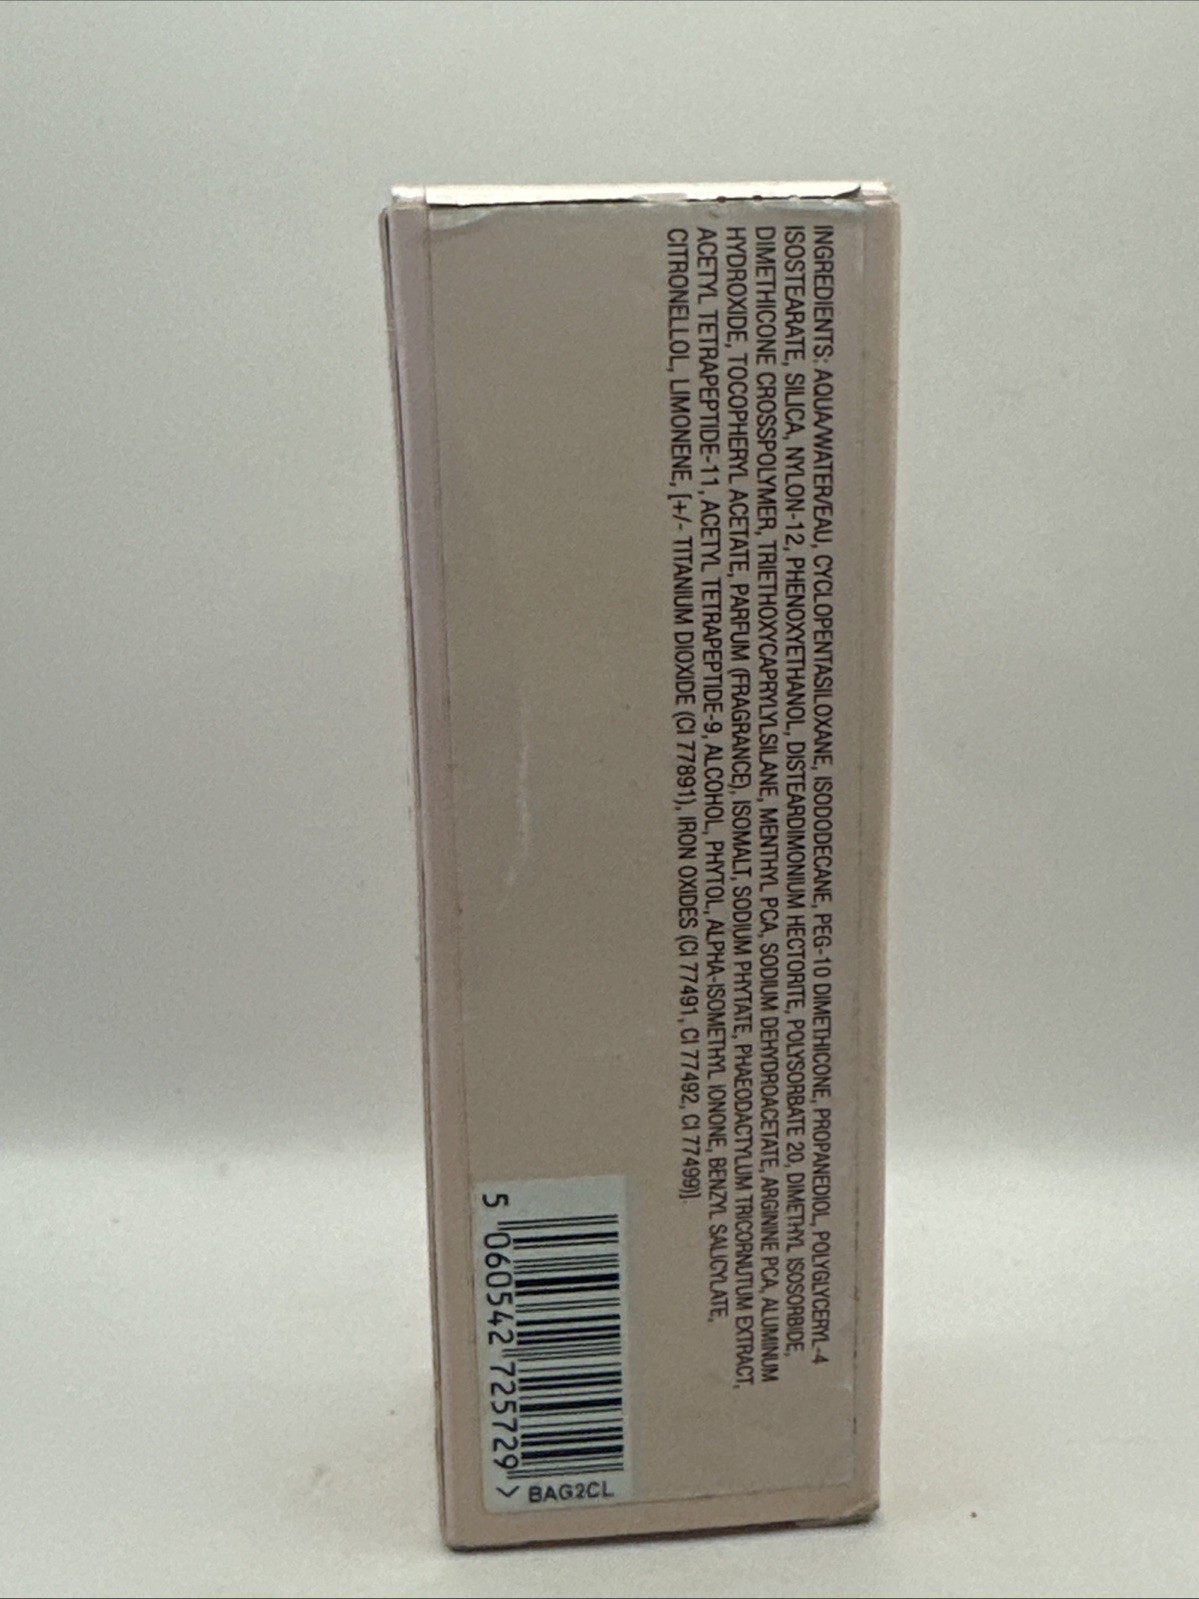 INGREDIENTS: AQUA/WATER/EAU, CYCLOPENTASILOXANE, ISODODECANE, PEG-10 DIMETHICONE, PROPANEDIOL, POLYGLYCERYL-4
ISOSTEARATE, SILICA, NYLON-12, PHENOXYETHANOL, DISTEARDIMONIUM HECTORITE, POLYSORBATE 20, DIMETHYL ISOSORBIDE,
DIMETHICONE CROSSPOLYMER, TRIETHOXYCAPRYLYLSILANE, MENTHYL PCA, SODIUM DEHYDROACETATE, ARGININE PCA, ALUMINUM
HYDROXIDE, TOCOPHERYL ACETATE, PARFUM (FRAGRANCE), ISOMALT, SODIUM PHYTATE, PHAEODACTYLUM TRICORNUTUM EXTRACT,
ACETYL TETRAPEPTIDE-11, ACETYL TETRAPEPTIDE-9, ALCOHOL, PHYTOL, ALPHA-ISOMETHYL IONONE, BENZYL SALICYLATE,
CITRONELLOL, LIMONENE, [+/- TITANIUM DIOXIDE (CI 77891), IRON OXIDES (CI 77491, CI 77492, CI 77499)].
5 060542 725729 >
BAG2CL